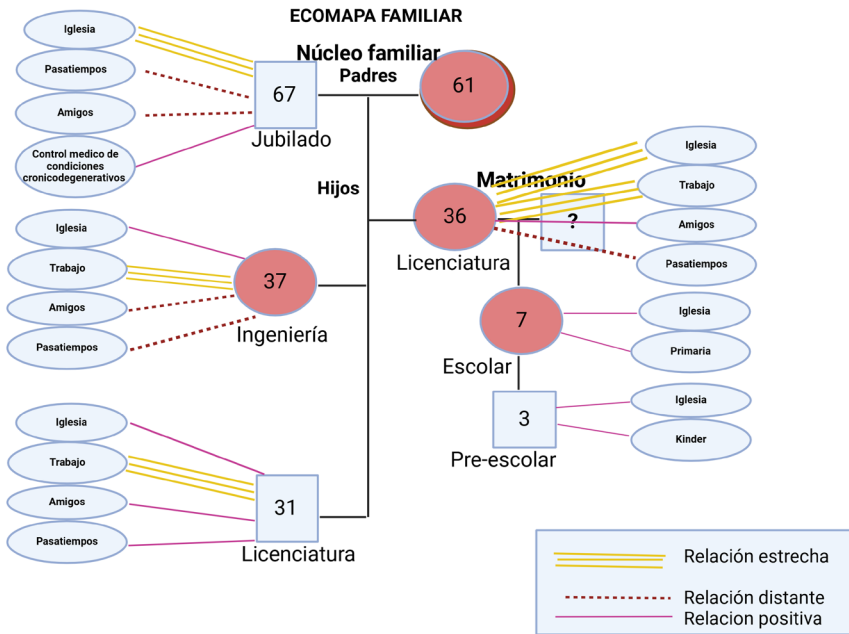 ECOMAPA FAMILIAR
Núcleo familiar
Padres
Iglesia
Pasatiempos
Amigos
Control medico de
condiciones
cronicodegenerativos
67
Jubilado
61
Hijos
Iglesia
Trabajo
Amigos
Pasatiempos
37
Ingeniería
Iglesia
Trabajo
Amigos
Pasatiempos
31
Licenciatura
Matrimonio
36
Licenciatura
?
Iglesia
Trabajo
Amigos
Pasatiempos
7
Escolar
Iglesia
Primaria
3
Pre-escolar
Iglesia
Kinder
Relación estrecha
Relación distante
Relacion positiva